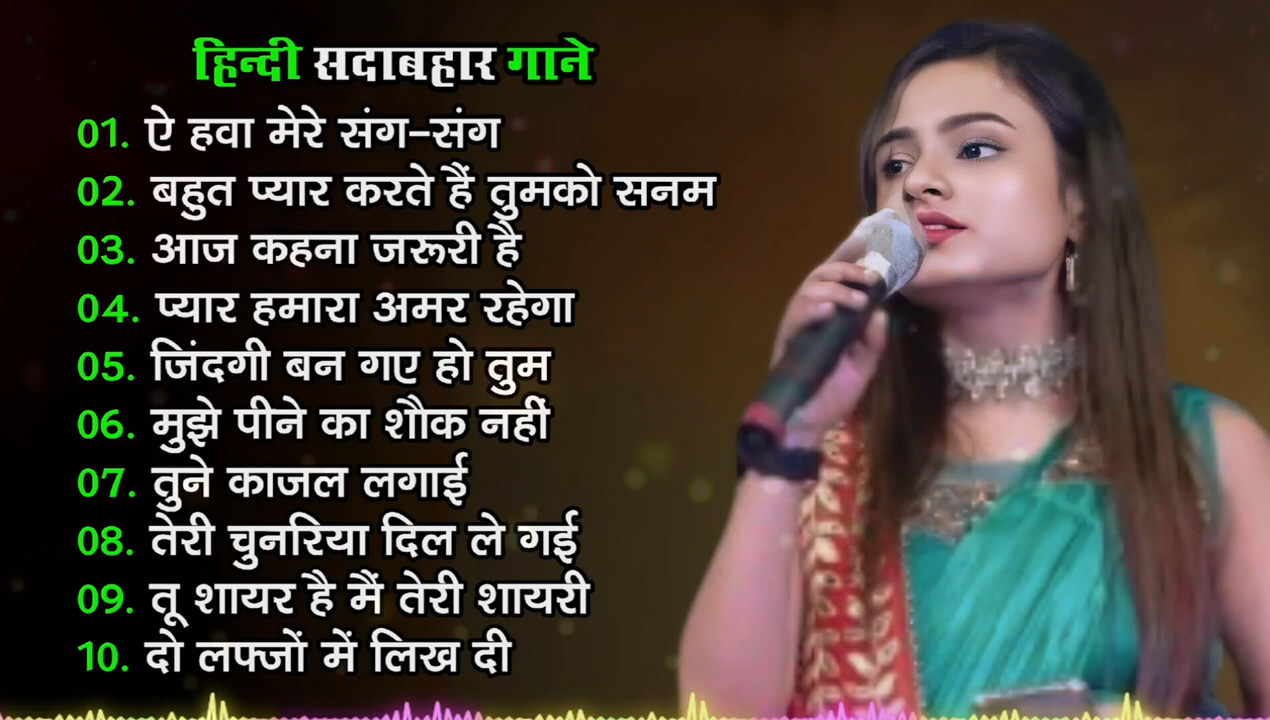 हिन्दी सदाबहार गाने
01. ऐ हवा मेरे संग-संग
02. बहुत प्यार करते हैं तुमको सनम
03. आज कहना जरूरी है
04. प्यार हमारा अमर रहेगा
05. जिंदगी बन गए हो तुम
06. मुझे पीने का शौक नहीं
07. तुने काजल लगाई
08. तेरी चुनरिया दिल ले गई
09. तू शायर है मैं तेरी शायरी
10. दो लफ्जों में लिख दी